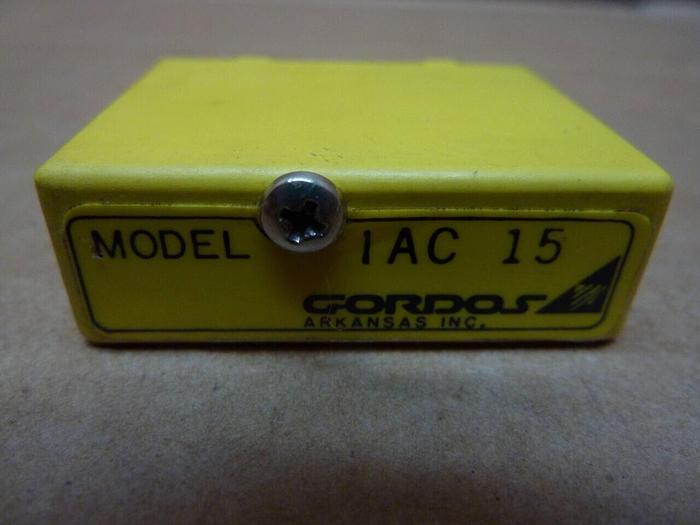 MODEL IAC 15
GORDOS
ARKANSAS INC.